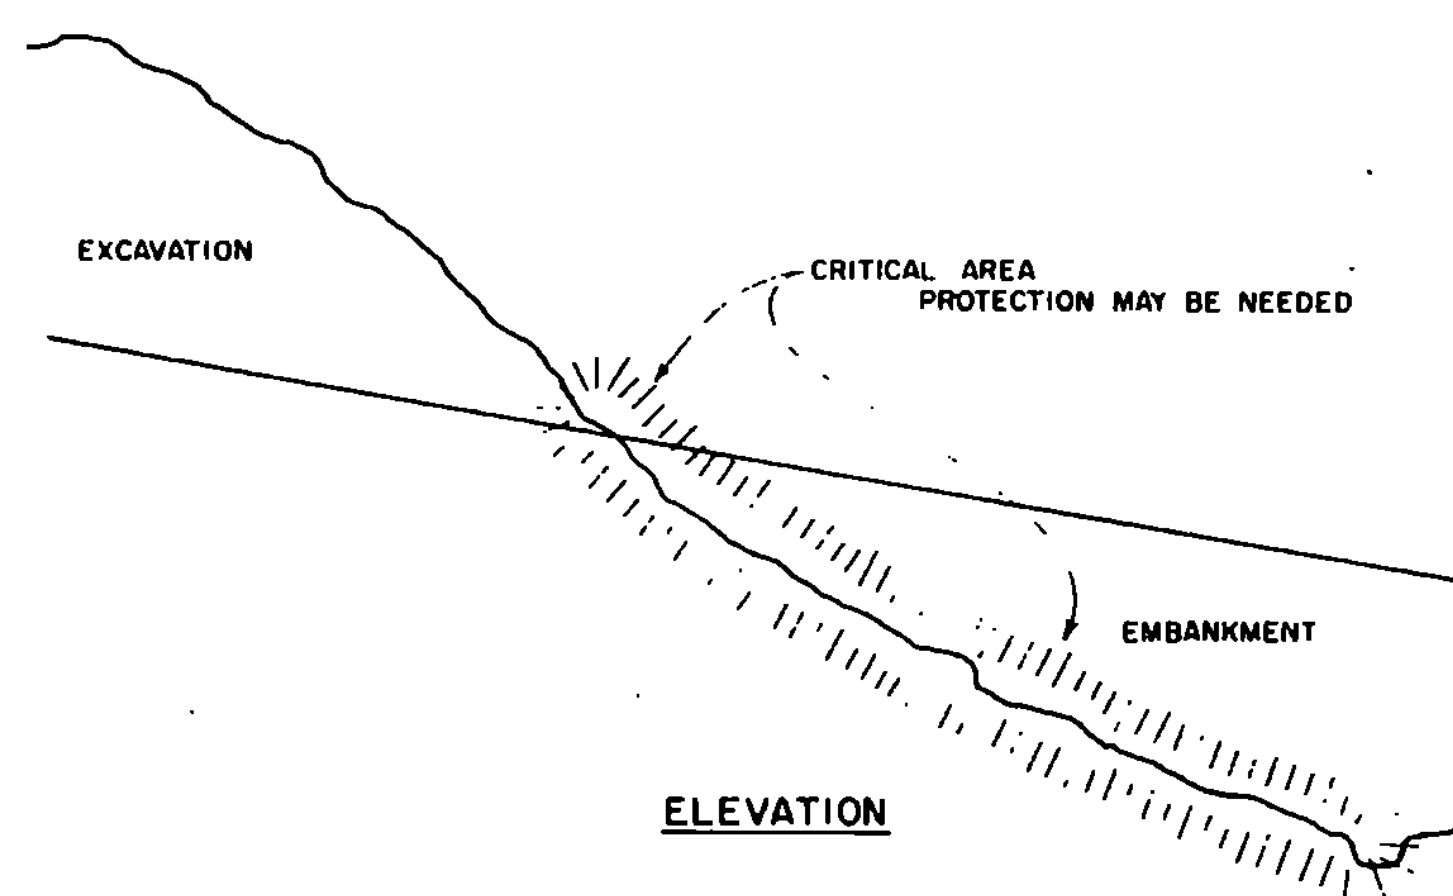 EXCAVATION
CRITICAL AREA
PROTECTION MAY BE NEEDED
EMBANKMENT
ELEVATION